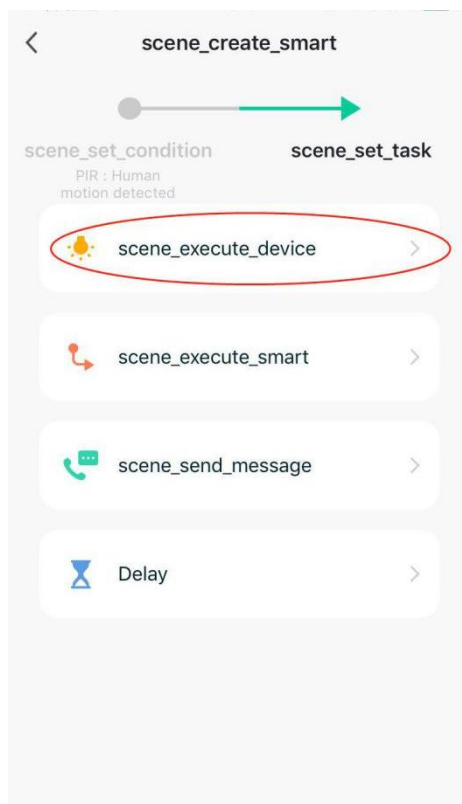 scene_create_smart
scene_set_condition
scene_set_task
PIR : Human
motion detected
scene_execute_device
scene_execute_smart
scene_send_message
Delay